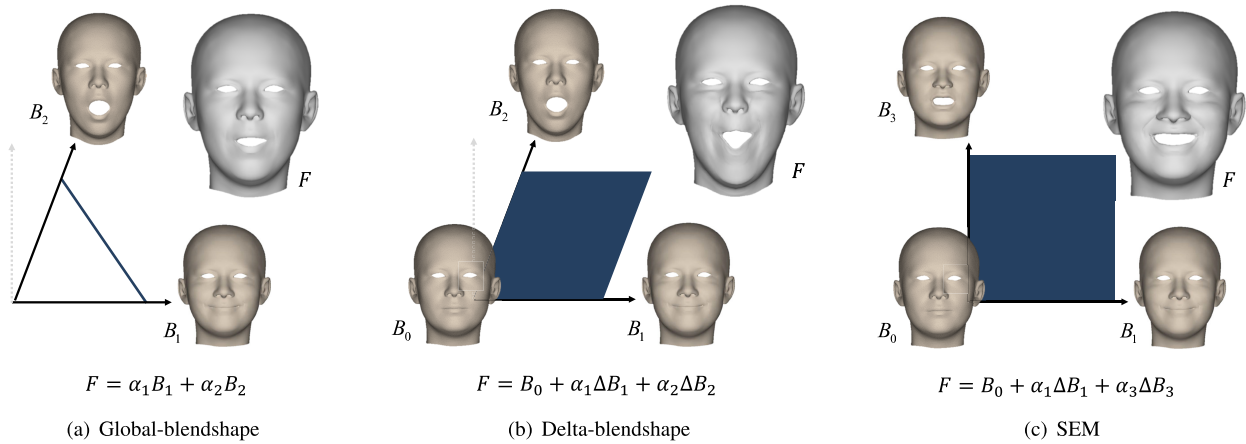 B₂
F
B₁
F = α₁B₁ + α₂B₂
(a) Global-blendshape
B₂
F
B₀
B₁
F = B₀ + α₁ΔB₁ + α₂ΔB₂
(b) Delta-blendshape
B₃
F
B₀
B₁
F = B₀ + α₁ΔB₁ + α₃ΔB₃
(c) SEM